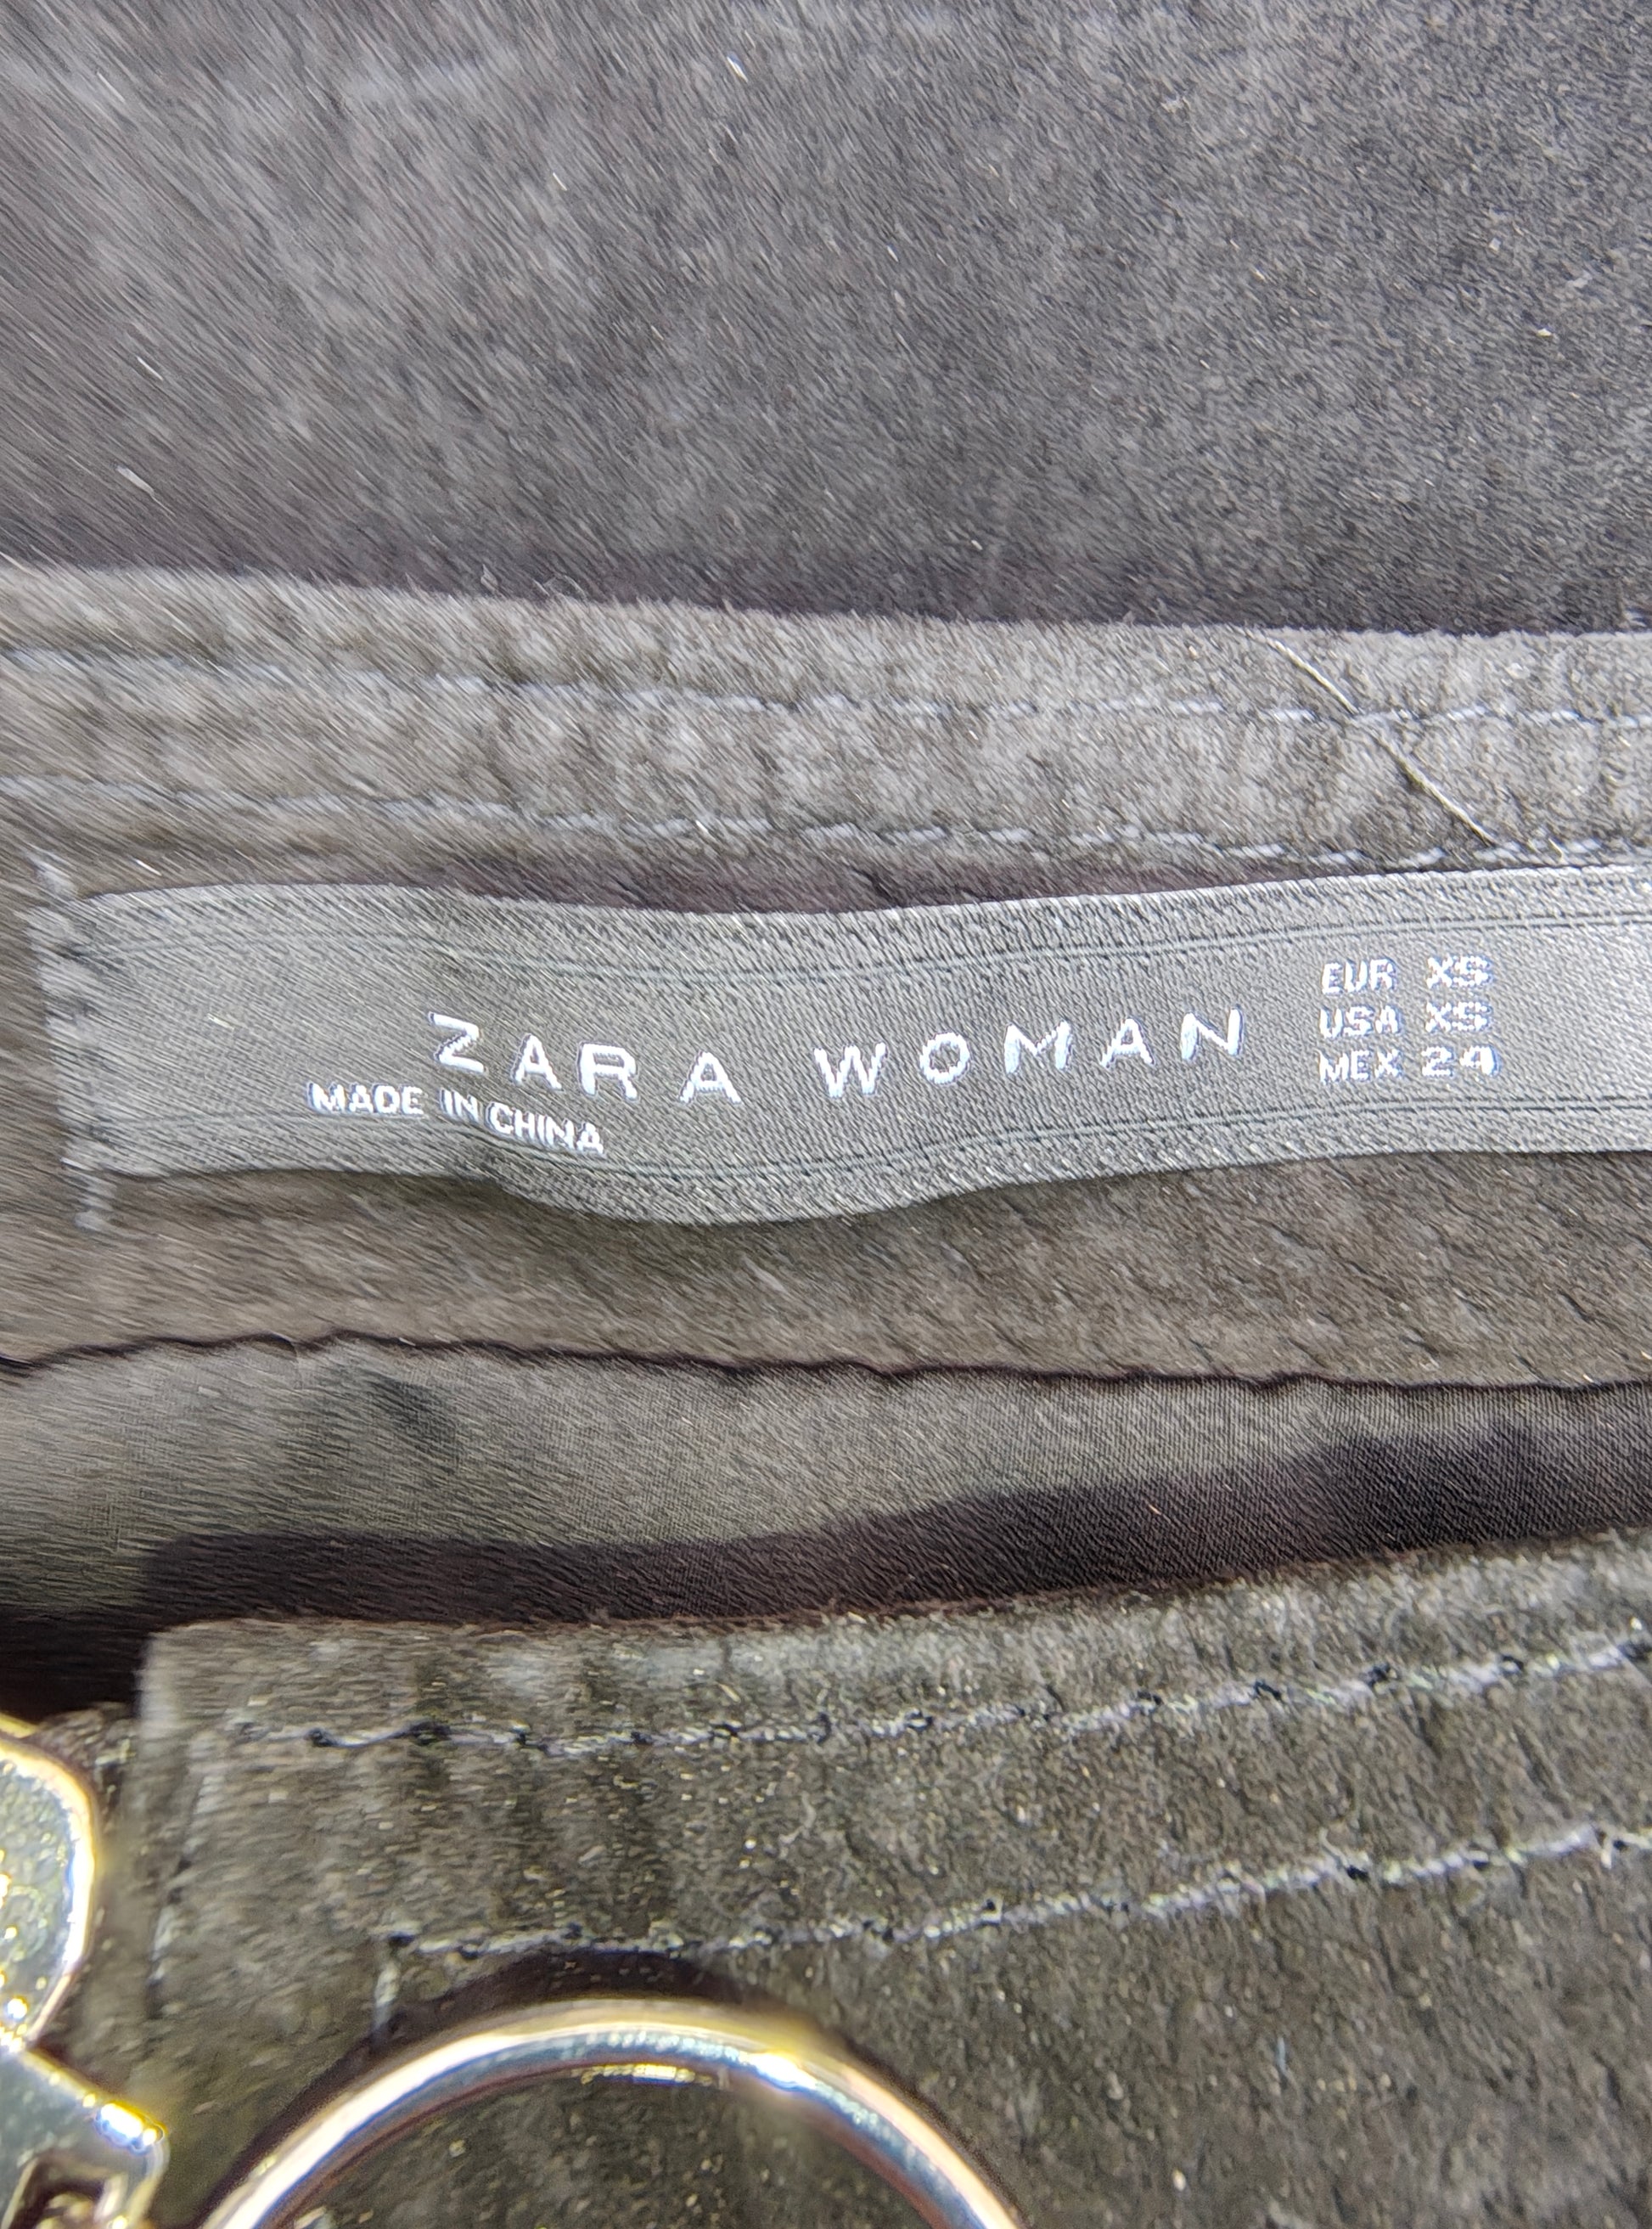 ZARA WOMAN
MADE IN CHINA
EUR XS
USA XS
MEX 24